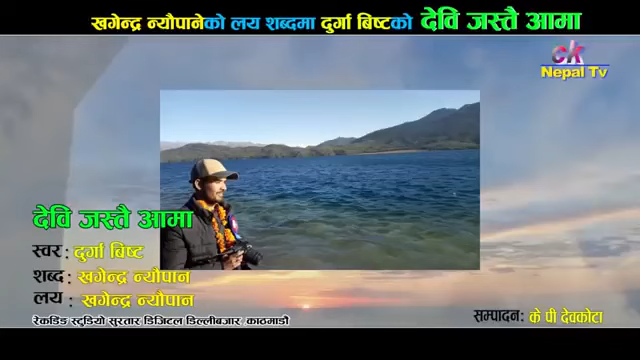 खगेन्द्र न्यौपानेको लय शब्दमा दुर्गा बिष्टको देवि जस्तै आमा
ck
Nepal Tv
देवि जस्तै आमा
स्वर : दुर्गा बिष्ट
शब्द : खगेन्द्र न्यौपान
लय : खगेन्द्र न्यौपान
रेकर्डिङ स्टुडियो सुरतार डिजिटल डिल्लीबजार, काठमाडौं
सम्पादन: के पी देवकोटा